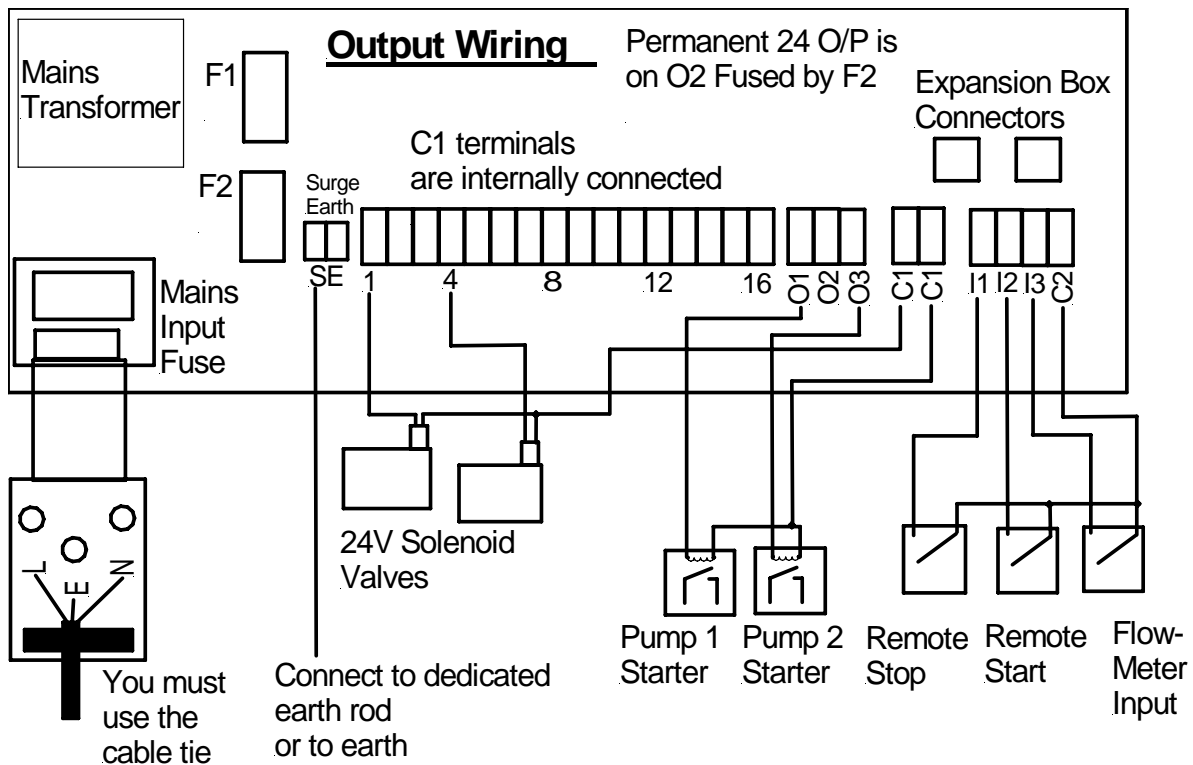 Output Wiring
Permanent 24 O/P is
on O2 Fused by F2
Mains
Transformer
F1
Expansion Box
Connectors
C1 terminals
are internally connected
F2
Surge
Earth
SE
1
4
8
12
16
O1
O2
O3
C1
C1
I1
I2
I3
C2
Mains
Input
Fuse
24V Solenoid
Valves
L
E
N
Pump 1
Starter
Pump 2
Starter
Remote
Stop
Remote
Start
Flow-
Meter
Input
You must
use the
cable tie
Connect to dedicated
earth rod
or to earth